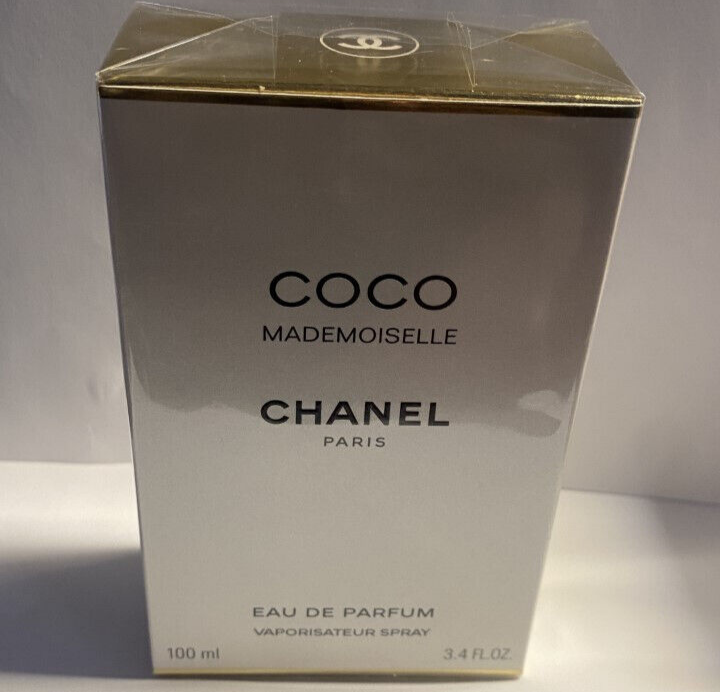 COCO
MADEMOISELLE
CHANEL
PARIS
EAU DE PARFUM
VAPORISATEUR SPRAY
100 ml 3.4 FL.OZ.